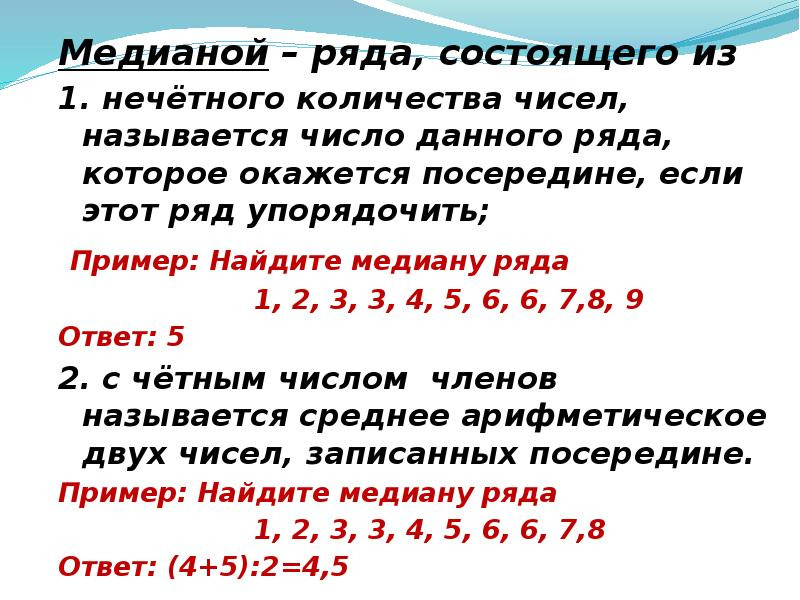 Медианой – ряда, состоящего из
1. нечётного количества чисел,
называется число данного ряда,
которое окажется посередине, если
этот ряд упорядочить;
Пример: Найдите медиану ряда
1, 2, 3, 3, 4, 5, 6, 6, 7,8, 9
Ответ: 5
2. с чётным числом членов
называется среднее арифметическое
двух чисел, записанных посередине.
Пример: Найдите медиану ряда
1, 2, 3, 3, 4, 5, 6, 6, 7,8
Ответ: (4+5):2=4,5